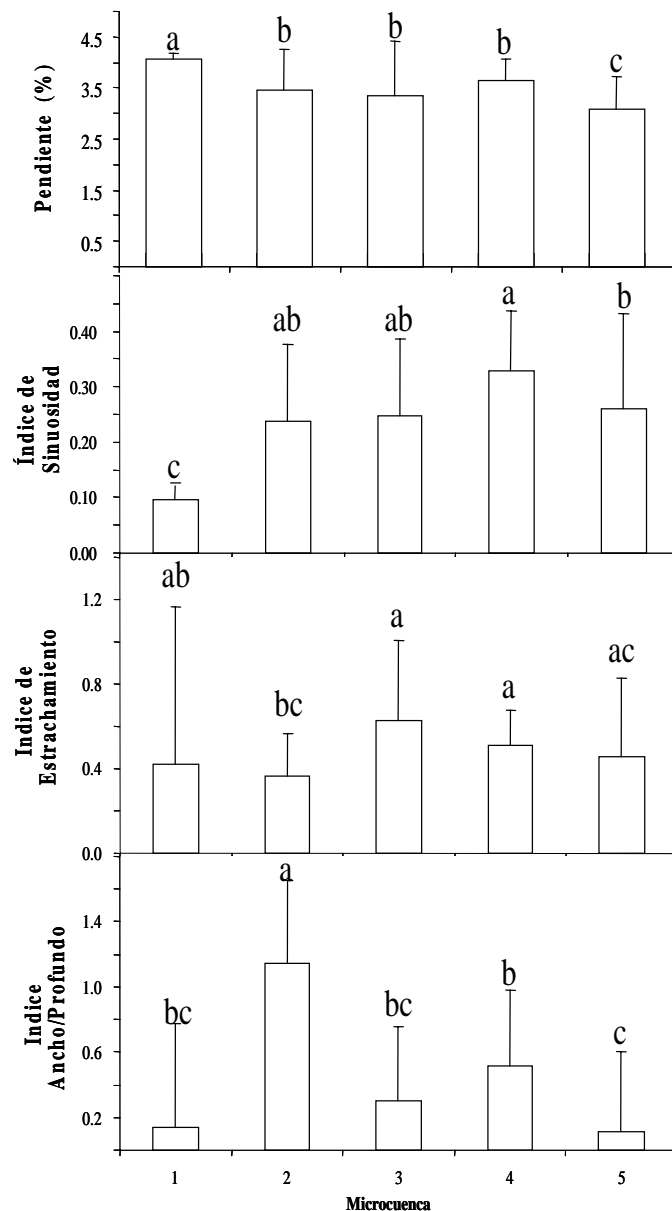 4.5
3.5
2.5
1.5
0.5
Pendiente (%)
a b b b c
0.40
0.30
0.20
0.10
0.00
Índice de
Sinuosidad
c ab ab a b
1.2
0.8
0.4
0.0
Indice de
Estrachamiento
ab bc a a ac
1.4
1.0
0.6
0.2
Indice
Ancho/Profundo
bc a bc b c
1 2 3 4 5
Microcuenca